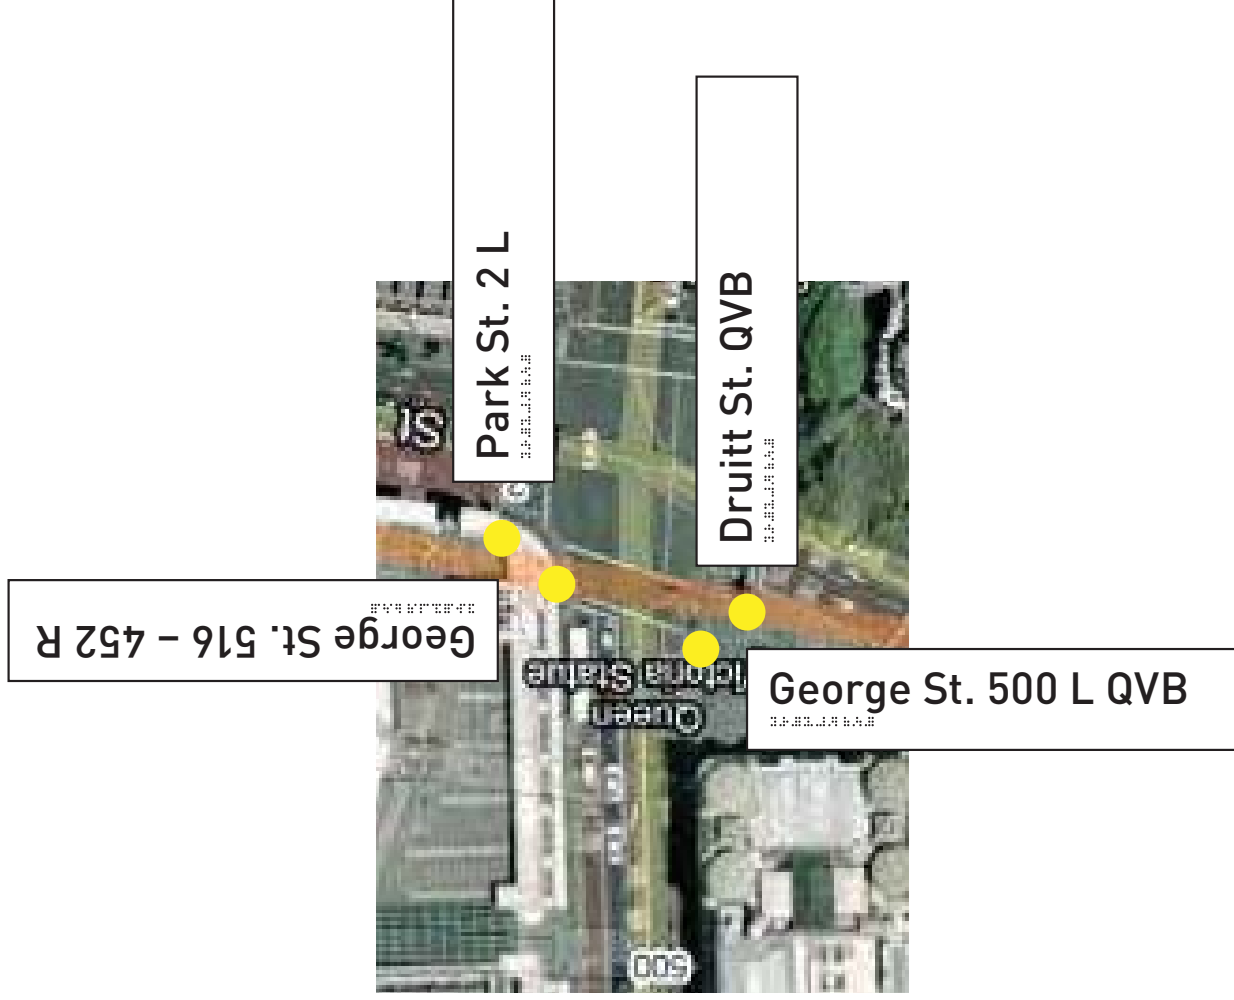 Park St. 2 L
Druitt St. QVB
St
George St. 516 – 452 R
George St. 500 L QVB
Queen
Victoria Statue
500